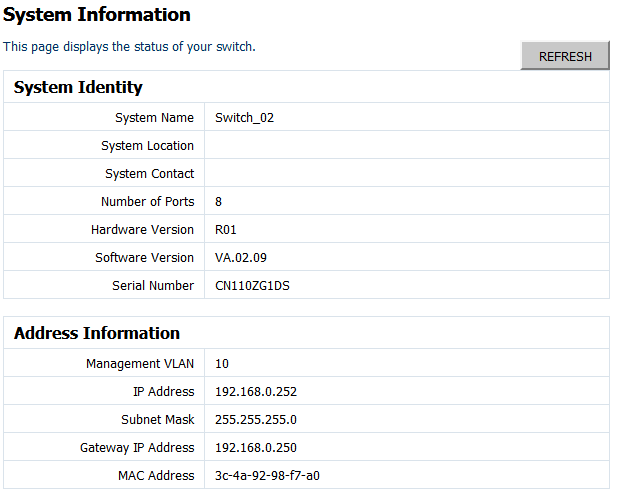 System Information
This page displays the status of your switch.
REFRESH
System Identity
System Name Switch_02
System Location
System Contact
Number of Ports 8
Hardware Version R01
Software Version VA.02.09
Serial Number CN110ZG1DS
Address Information
Management VLAN 10
IP Address 192.168.0.252
Subnet Mask 255.255.255.0
Gateway IP Address 192.168.0.250
MAC Address 3c-4a-92-98-f7-a0